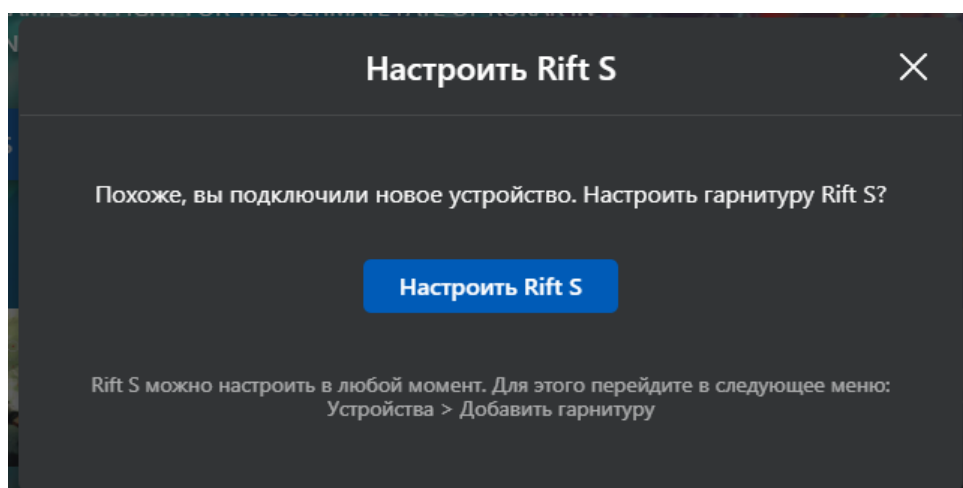 Настроить Rift S
Похоже, вы подключили новое устройство. Настроить гарнитуру Rift S?
Настроить Rift S
Rift S можно настроить в любой момент. Для этого перейдите в следующее меню:
Устройства > Добавить гарнитуру